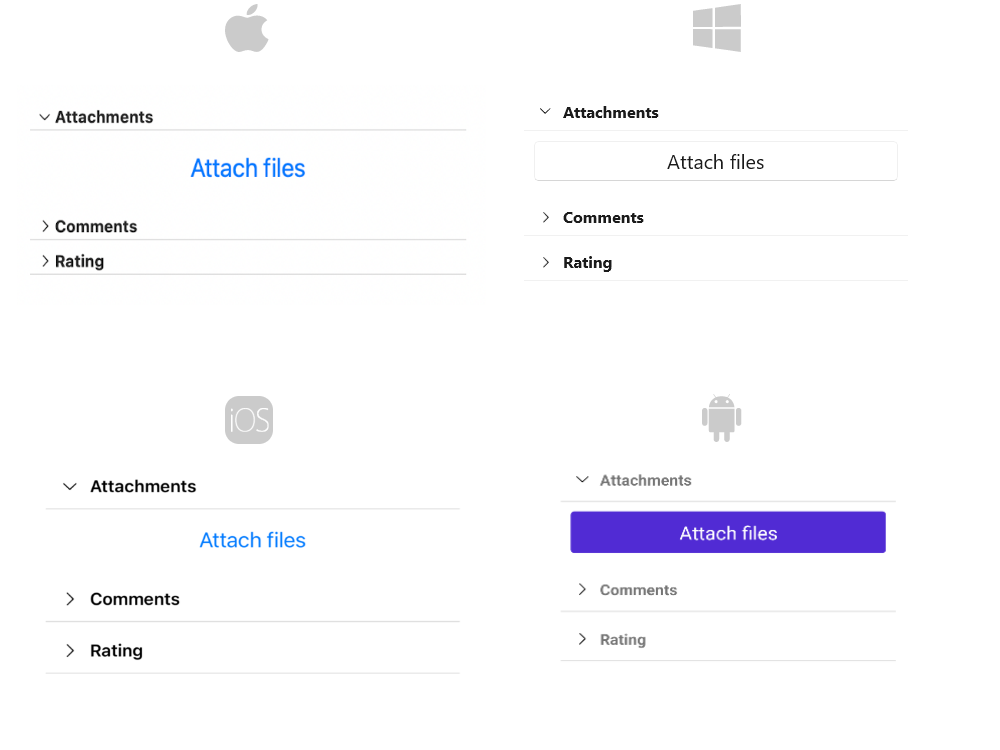 Attachments
Attach files
Comments
Rating
Attachments
Attach files
Comments
Rating
iOS
Attachments
Attach files
Comments
Rating
Attachments
Attach files
Comments
Rating